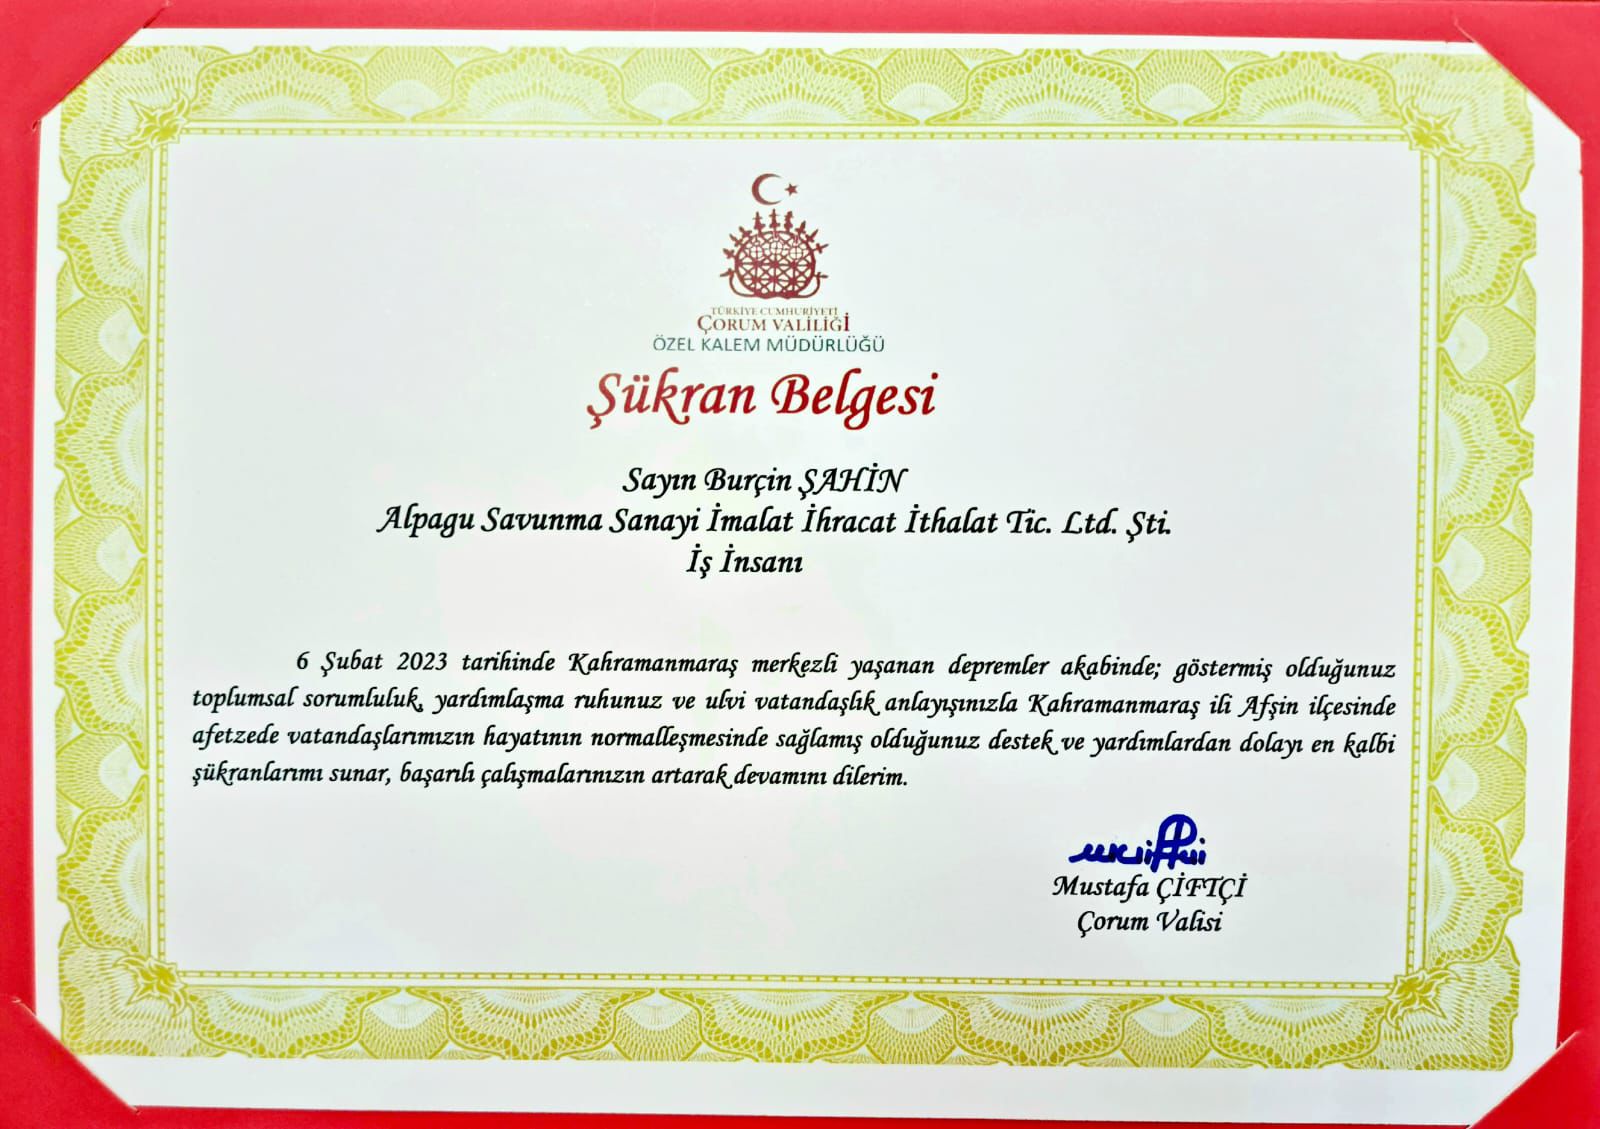 TÜRKİYE CUMHURİYETİ
ÇORUM VALİLİĞİ
ÖZEL KALEM MÜDÜRLÜĞÜ
Şükran Belgesi
Sayın Burçin ŞAHİN
Alpagu Savunma Sanayi İmalat İhracat İthalat Tic. Ltd. Şti.
İş İnsanı
6 Şubat 2023 tarihinde Kahramanmaraş merkezli yaşanan depremler akabinde; göstermiş olduğunuz
toplumsal sorumluluk, yardımlaşma ruhunuz ve ulvi vatandaşlık anlayışınızla Kahramanmaraş ili Afşin ilçesinde
afetzede vatandaşlarımızın hayatının normalleşmesinde sağlamış olduğunuz destek ve yardımlardan dolayı en kalbi
şükranlarımı sunar, başarılı çalışmalarınızın artarak devamını dilerim.
Mustafa ÇİFTÇİ
Çorum Valisi